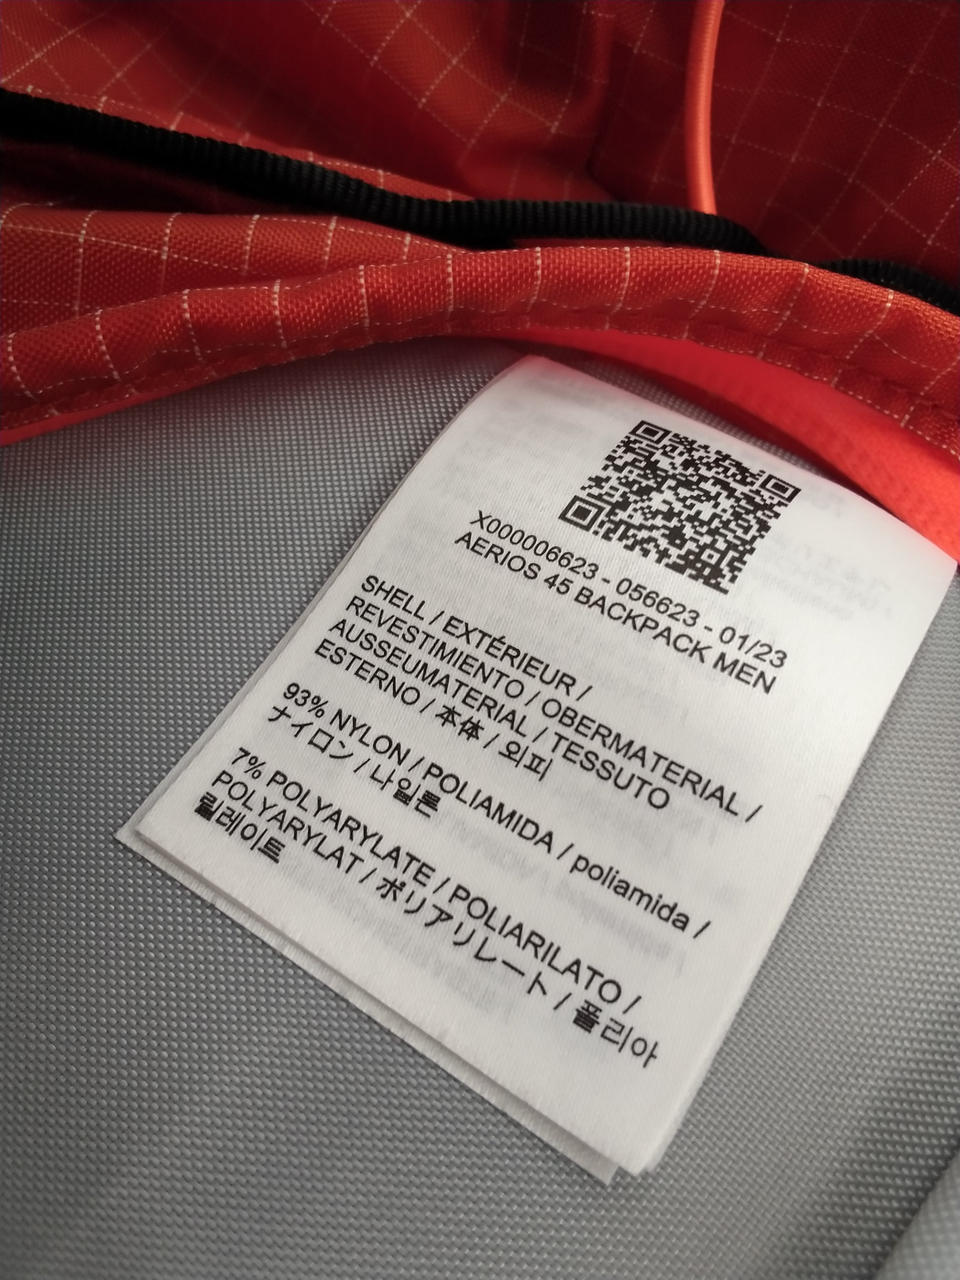 X000006623 - 056623 - 01/23
AERIOS 45 BACKPACK MEN
SHELL / EXTÉRIEUR /
REVESTIMIENTO / OBERMATERIAL /
AUSSEUMATERIAL / TESSUTO
ESTERNO / 本体 / 외피
93% NYLON / POLIAMIDA / poliamida /
ナイロン / 나일론
7% POLYARYLATE / POLIARILATO /
POLYARYLAT / ポリアリレート / 폴리아
릴레이트